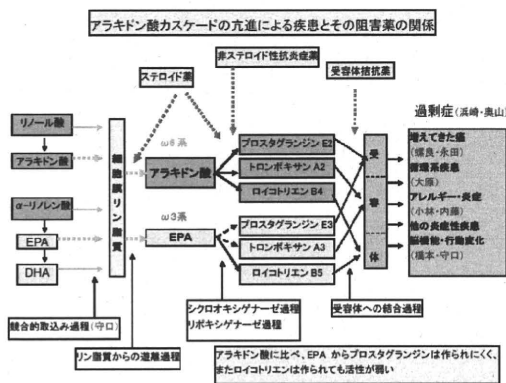 アラキドン酸カスケードの亢進による疾患とその阻害薬の関係
非ステロイド性抗炎症薬
ステロイド薬
受容体拮抗薬
過剰症(浜崎・奥山)
リノール酸
アラキドン酸
α-リノレン酸
EPA
DHA
細胞膜リン脂質
ω6系
アラキドン酸
ω3系
EPA
プロスタグランジン E2
トロンボキサン A2
ロイコトリエン B4
プロスタグランジン E3
トロンボキサン A3
ロイコトリエン B5
受容体
増えてきた癌
(螺良・永田)
循環系疾患
(大原)
アレルギー・炎症
(小林・内藤)
他の炎症性疾患
脳機能・行動変化
(橋本・守口)
競合的取込み過程(守口)
リン脂質からの遊離過程
シクロオキシゲナーゼ過程
リポキシゲナーゼ過程
受容体への結合過程
アラキドン酸に比べ、EPA からプロスタグランジンは作られにくく、
またロイコトリエンは作られても活性が弱い